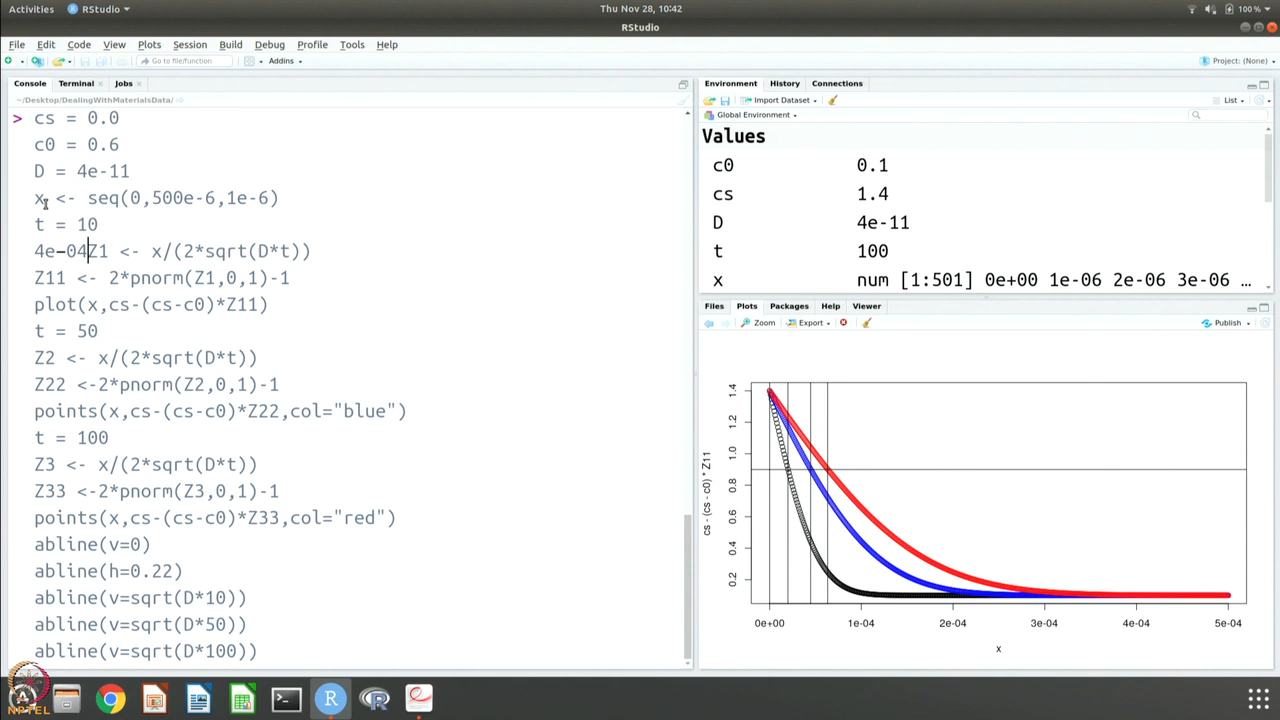 Activities RStudio Thu Nov 28, 10:42 100%
RStudio
File Edit Code View Plots Session Build Debug Profile Tools Help
Go to file/function Addins Project: (None)
Console Terminal Jobs
~/Desktop/DealingWithMaterialsData/
> cs = 0.0
c0 = 0.6
D = 4e-11
x <- seq(0,500e-6,1e-6)
t = 10
4e-04Z1 <- x/(2*sqrt(D*t))
Z11 <- 2*pnorm(Z1,0,1)-1
plot(x,cs-(cs-c0)*Z11)
t = 50
Z2 <- x/(2*sqrt(D*t))
Z22 <-2*pnorm(Z2,0,1)-1
points(x,cs-(cs-c0)*Z22,col="blue")
t = 100
Z3 <- x/(2*sqrt(D*t))
Z33 <-2*pnorm(Z3,0,1)-1
points(x,cs-(cs-c0)*Z33,col="red")
abline(v=0)
abline(h=0.22)
abline(v=sqrt(D*10))
abline(v=sqrt(D*50))
abline(v=sqrt(D*100))
Environment History Connections
Import Dataset List
Global Environment
Values
c0 0.1
cs 1.4
D 4e-11
t 100
x num [1:501] 0e+00 1e-06 2e-06 3e-06 …
Files Plots Packages Help Viewer
Zoom Export Publish
cs - (cs - c0) * Z11
1.4
1.2
1.0
0.8
0.6
0.4
0.2
0e+00 1e-04 2e-04 3e-04 4e-04 5e-04
x
NPTEL